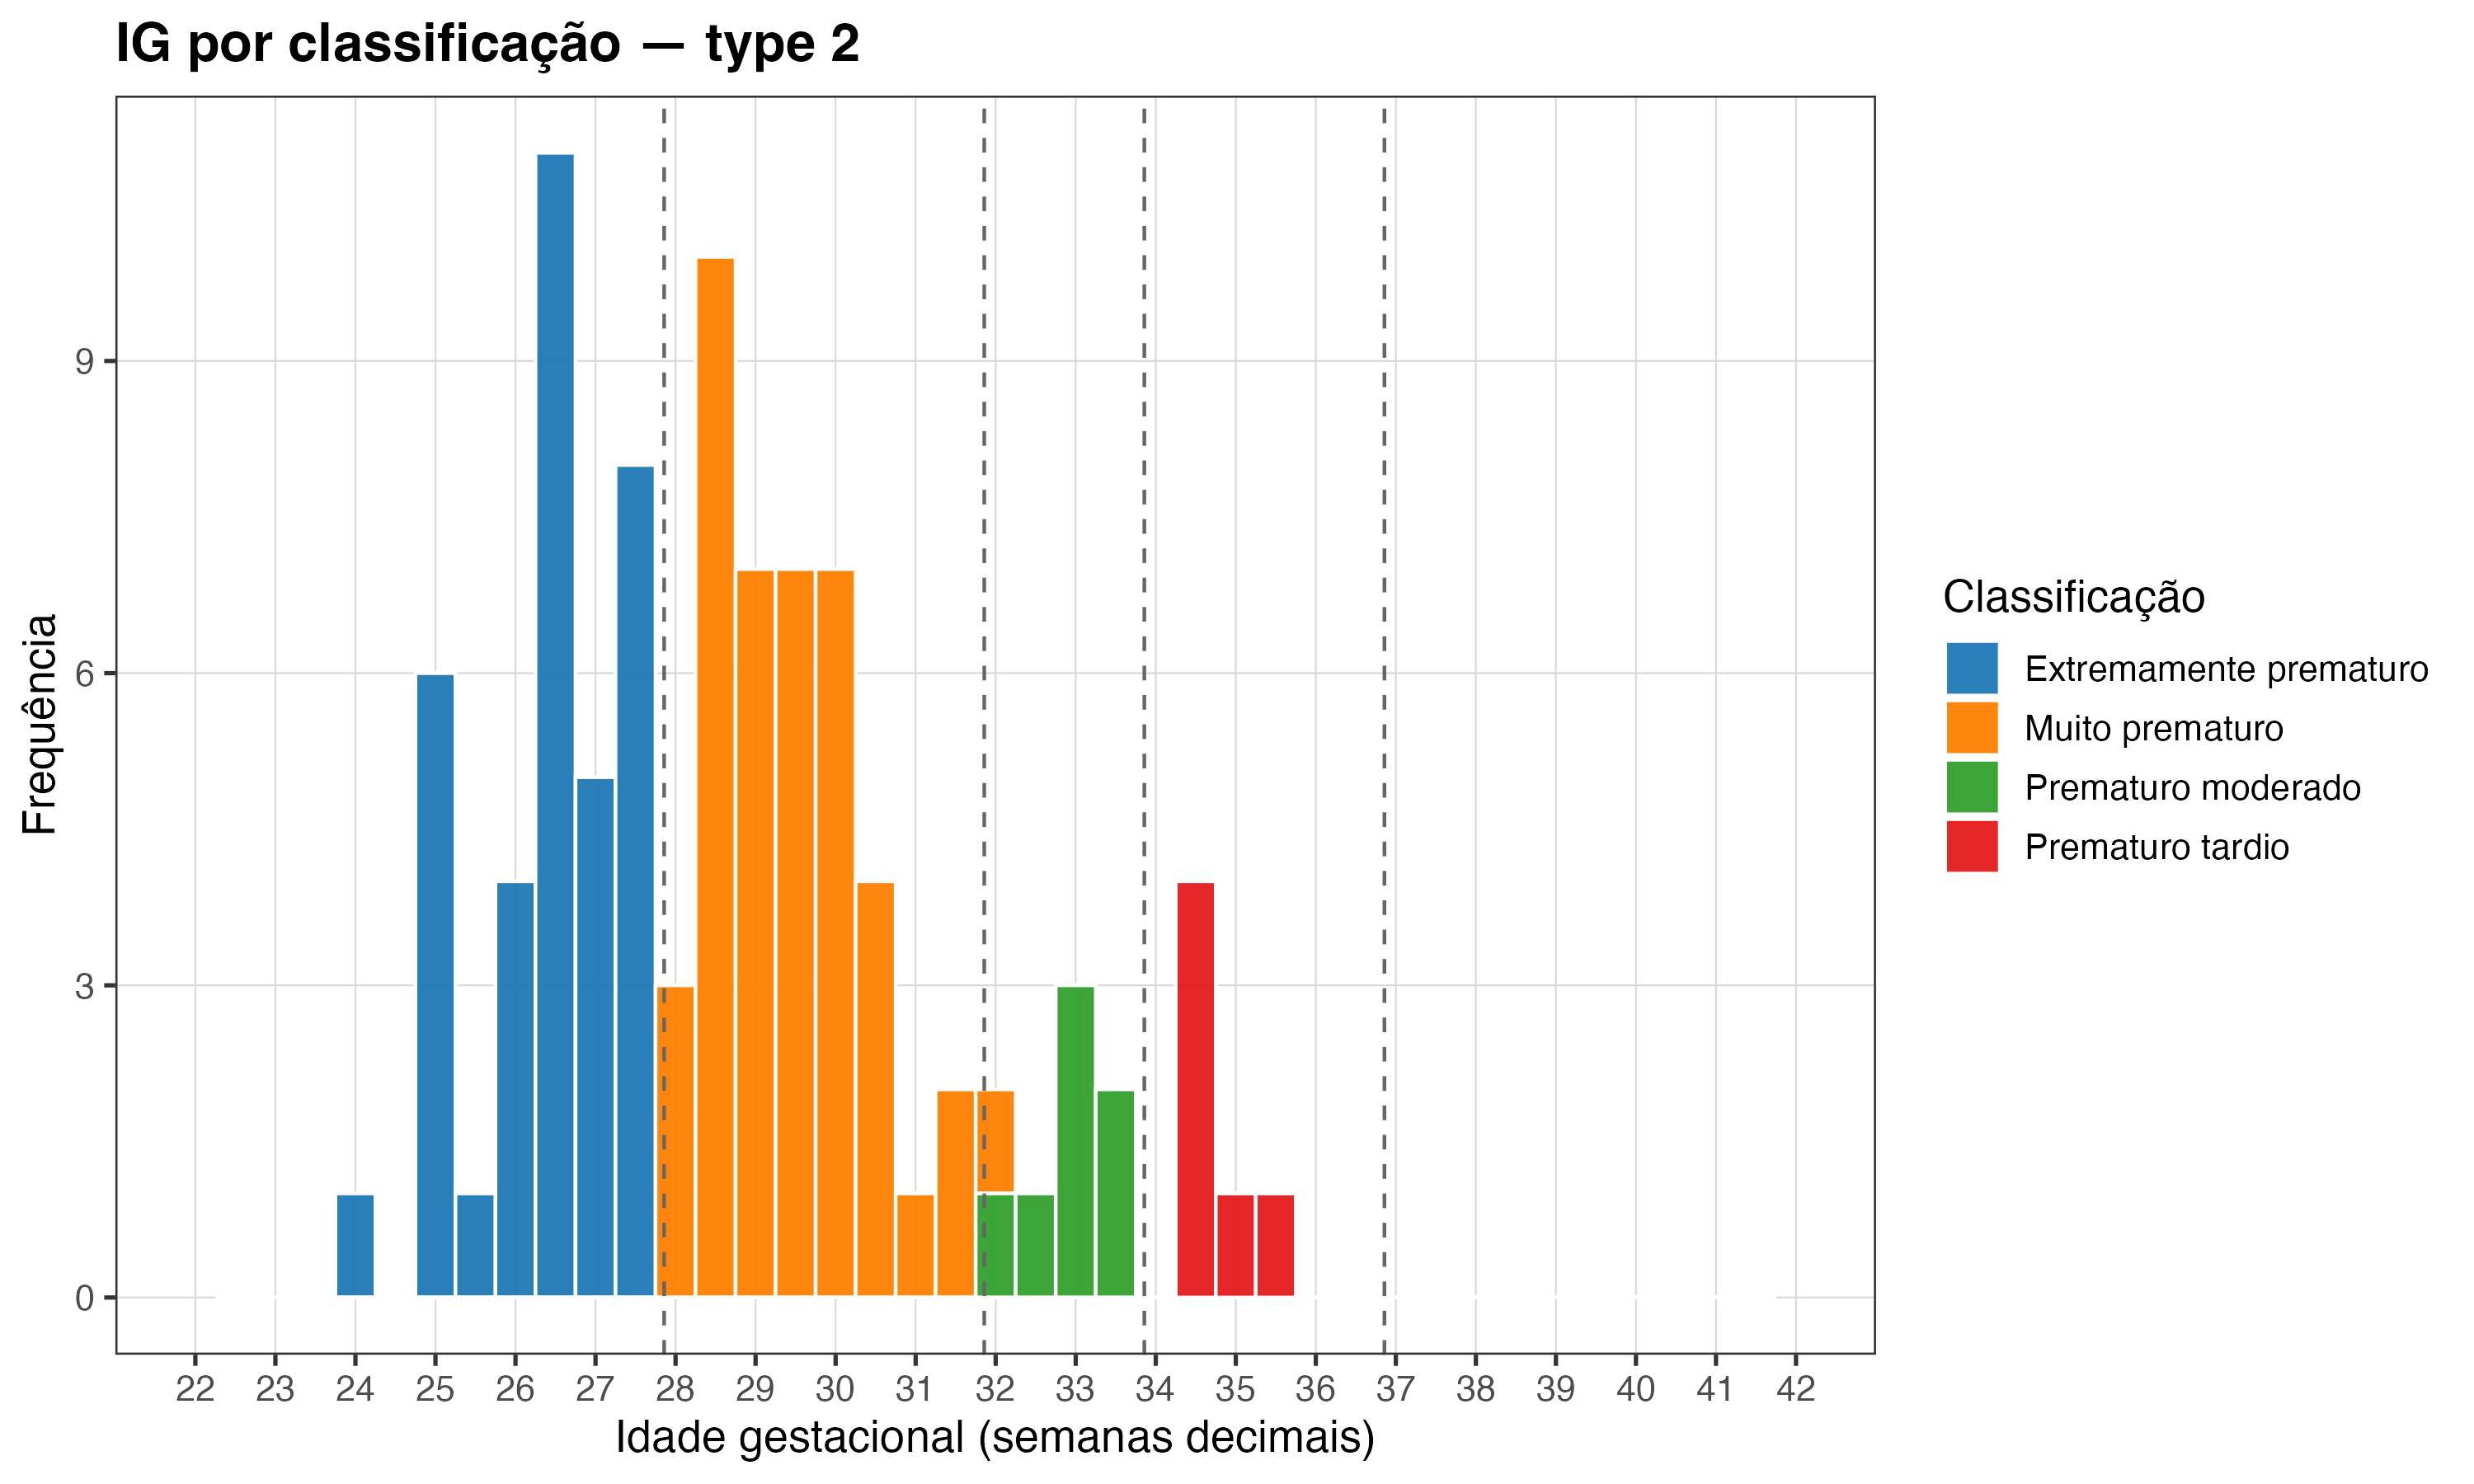 IG por classificação — type 2
Frequência
9
6
3
0
22 23 24 25 26 27 28 29 30 31 32 33 34 35 36 37 38 39 40 41 42
Idade gestacional (semanas decimais)
Classificação
Extremamente prematuro
Muito prematuro
Prematuro moderado
Prematuro tardio